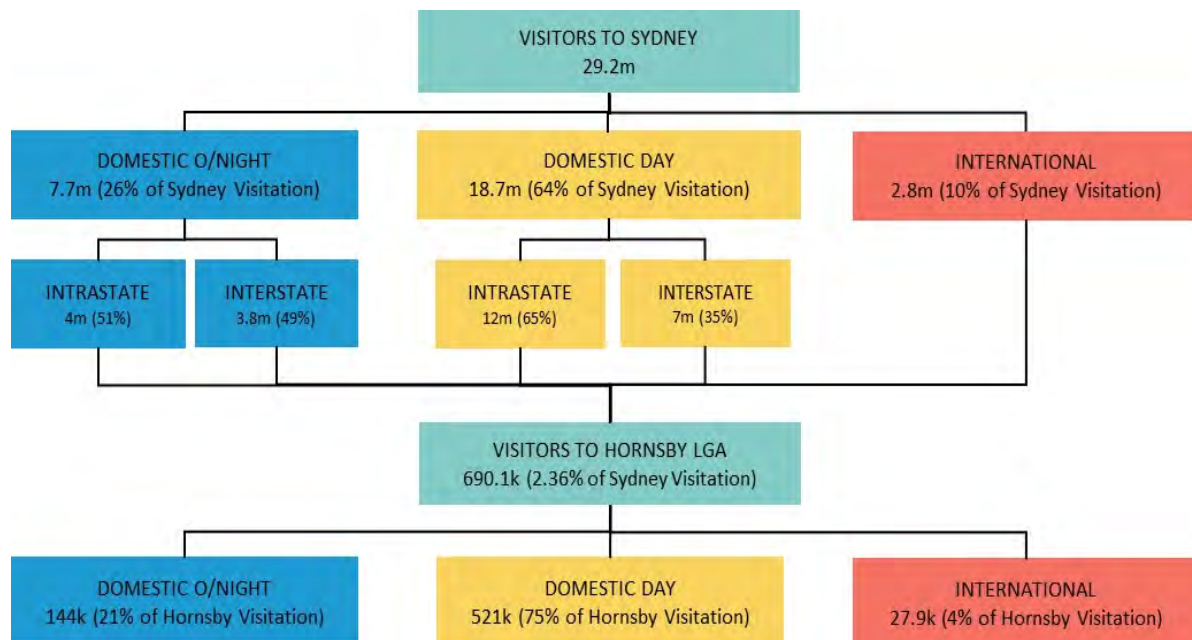 VISITORS TO SYDNEY
29.2m
DOMESTIC O/NIGHT
7.7m (26% of Sydney Visitation)
DOMESTIC DAY
18.7m (64% of Sydney Visitation)
INTERNATIONAL
2.8m (10% of Sydney Visitation)
INTRASTATE
4m (51%)
INTERSTATE
3.8m (49%)
INTRASTATE
12m (65%)
INTERSTATE
7m (35%)
VISITORS TO HORNSBY LGA
690.1k (2.36% of Sydney Visitation)
DOMESTIC O/NIGHT
144k (21% of Hornsby Visitation)
DOMESTIC DAY
521k (75% of Hornsby Visitation)
INTERNATIONAL
27.9k (4% of Hornsby Visitation)